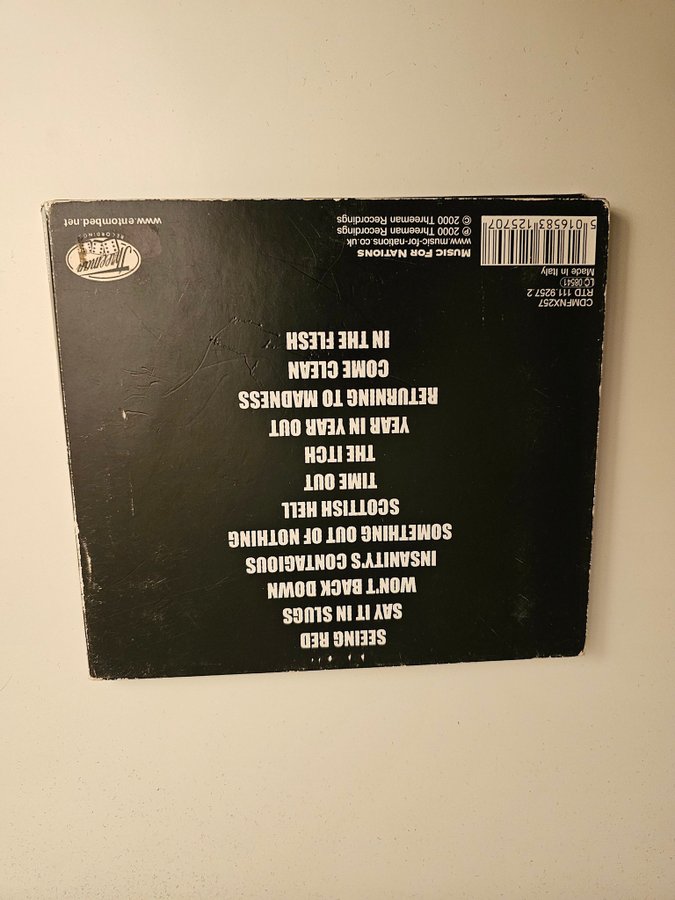 SEEING RED
SAY IT IN SLUGS
WON'T BACK DOWN
INSANITY'S CONTAGIOUS
SOMETHING OUT OF NOTHING
SCOTTISH HELL
TIME OUT
THE ITCH
YEAR IN YEAR OUT
RETURNING TO MADNESS
COME CLEAN
IN THE FLESH
CDMFNX257
RTD 111.9257.2
LC 08541
Made in Italy
5 016583 125707
MUSIC FOR NATIONS
www.music-for-nations.co.uk
℗ 2000 Threeman Recordings
© 2000 Threeman Recordings
Threeman
RECORDINGS
www.entombed.net